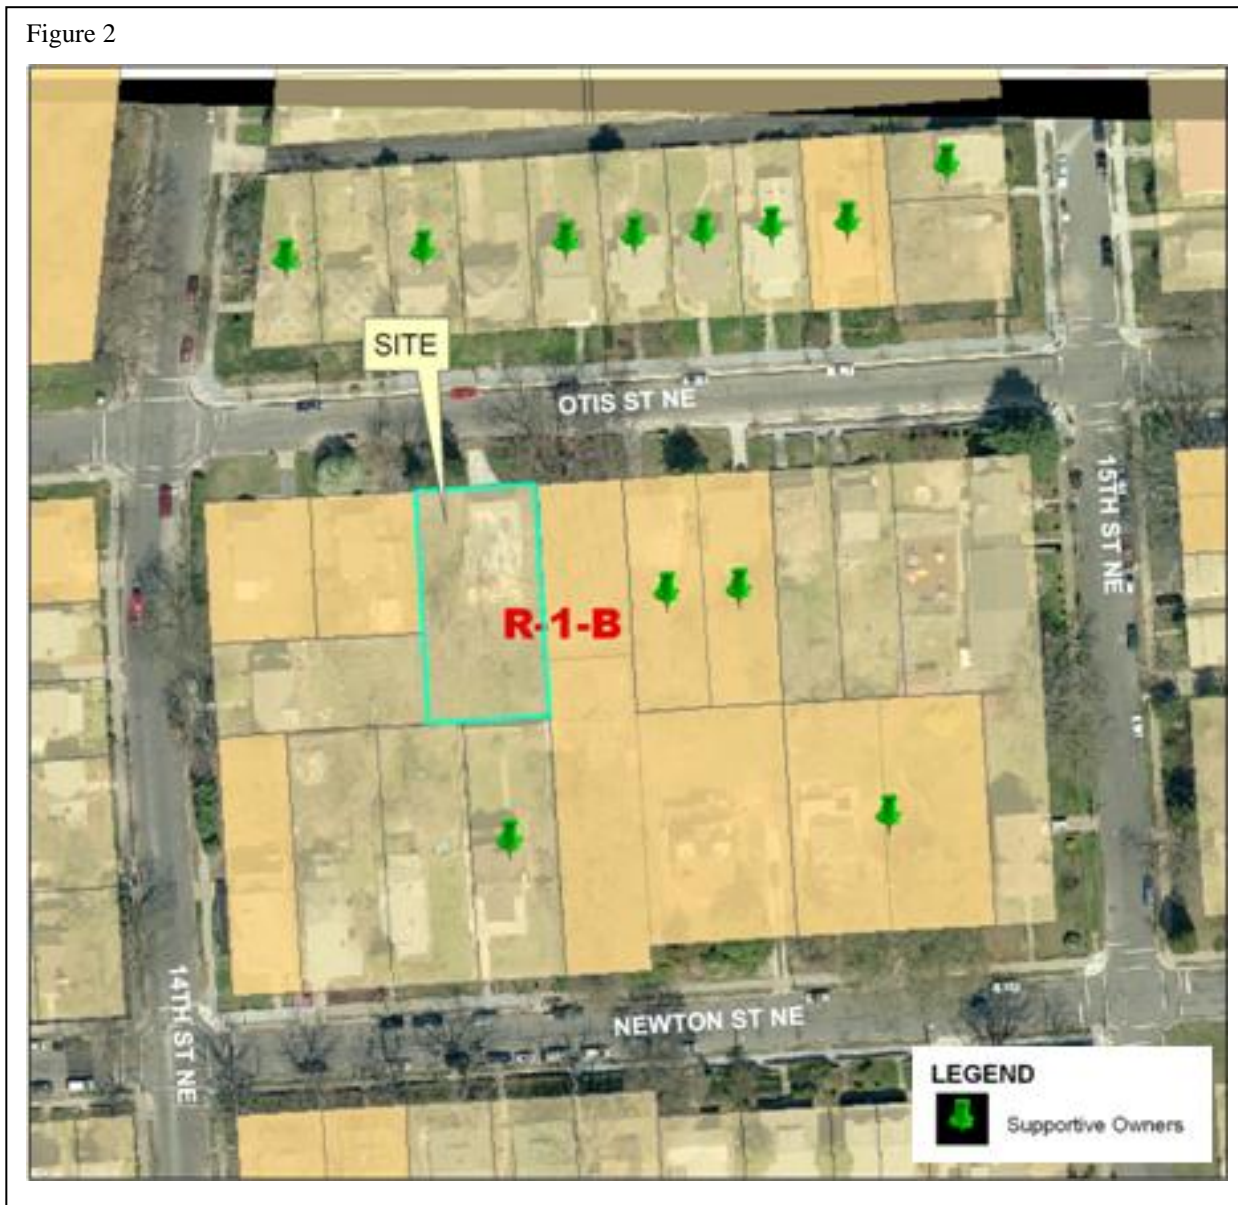 Figure 2
SITE
OTIS ST NE
15TH ST NE
R-1-B
14TH ST NE
NEWTON ST NE
LEGEND
Supportive Owners